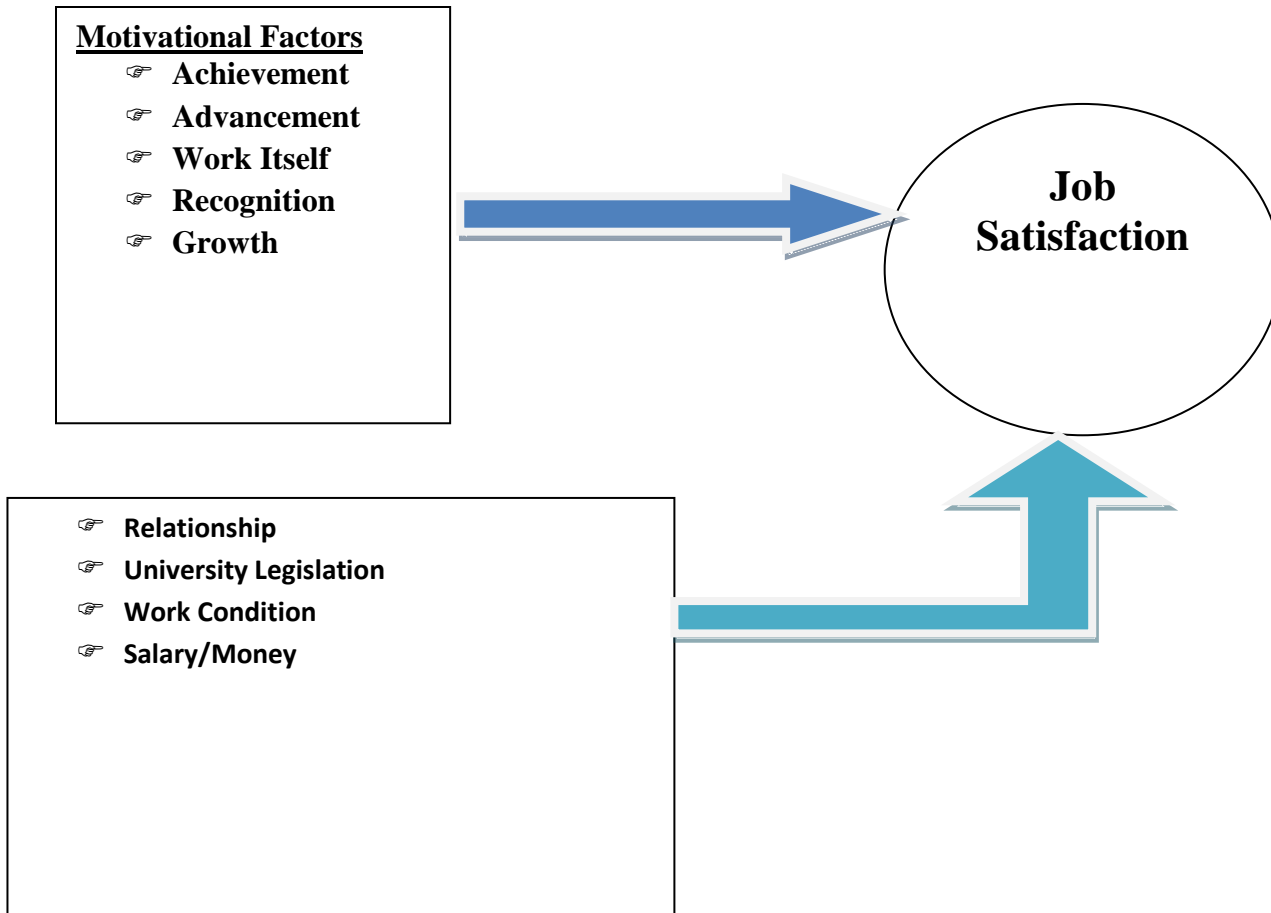 Motivational Factors
☞ Achievement
☞ Advancement
☞ Work Itself
☞ Recognition
☞ Growth
Job
Satisfaction
☞ Relationship
☞ University Legislation
☞ Work Condition
☞ Salary/Money